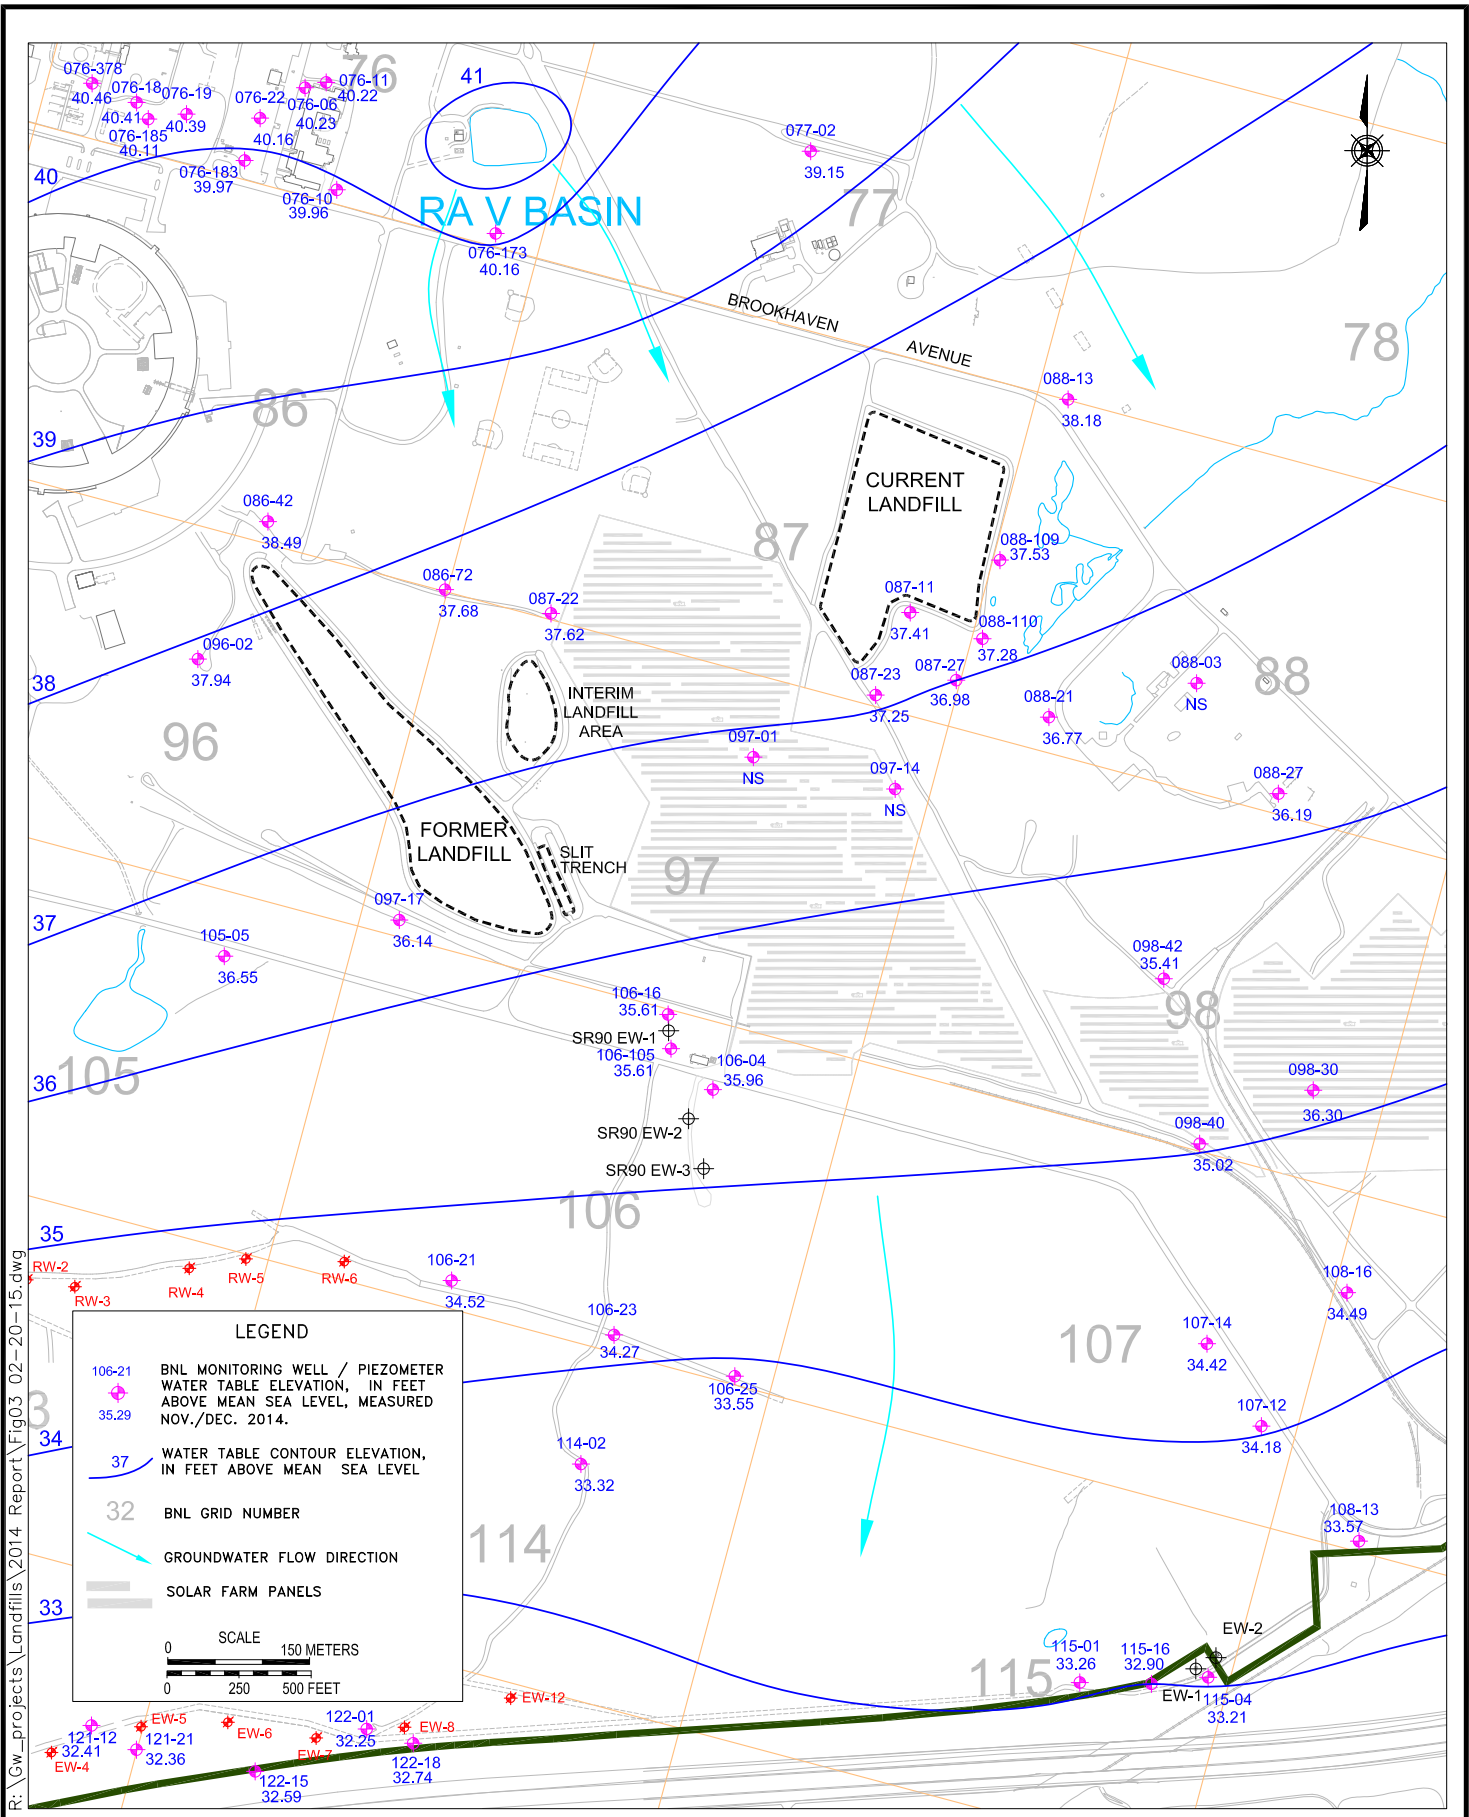 076-378
40.46
076-18
40.41
076-19
40.39
076-185
40.11
076-22
40.16
076-06
40.23
076-11
40.22
76
41
077-02
39.15
77
40
076-183
39.97
076-10
39.96
RA V BASIN
076-173
40.16
BROOKHAVEN
AVENUE
78
088-13
38.18
86
39
CURRENT
LANDFILL
086-42
38.49
87
088-109
37.53
086-72
37.68
087-22
37.62
087-11
37.41
088-110
37.28
096-02
37.94
38
INTERIM
LANDFILL
AREA
087-23
37.25
087-27
36.98
088-03
NS
88
088-21
36.77
96
097-01
NS
097-14
NS
088-27
36.19
FORMER
LANDFILL
SLIT
TRENCH
97
37
097-17
36.14
105-05
36.55
098-42
35.41
98
106-16
35.61
SR90 EW-1
106-105
35.61
106-04
35.96
105
36
098-30
36.30
SR90 EW-2
098-40
35.02
SR90 EW-3
106
35
RW-2
RW-3
RW-4
RW-5
RW-6
106-21
34.52
108-16
34.49
106-23
34.27
107-14
34.42
107
106-25
33.55
107-12
34.18
3
34
114-02
33.32
108-13
33.57
114
33
LEGEND
106-21
35.29
BNL MONITORING WELL / PIEZOMETER
WATER TABLE ELEVATION, IN FEET
ABOVE MEAN SEA LEVEL, MEASURED
NOV./DEC. 2014.
37
WATER TABLE CONTOUR ELEVATION,
IN FEET ABOVE MEAN SEA LEVEL
32
BNL GRID NUMBER
GROUNDWATER FLOW DIRECTION
SOLAR FARM PANELS
SCALE
0 150 METERS
0 250 500 FEET
EW-2
115-01
33.26
115-16
32.90
115
EW-1
115-04
33.21
EW-12
121-12
32.41
EW-4
EW-5
121-21
32.36
EW-6
EW-7
122-01
32.25
EW-8
122-18
32.74
122-15
32.59
R:\Gw_projects\Landfills\2014 Report\Fig03 02-20-15.dwg